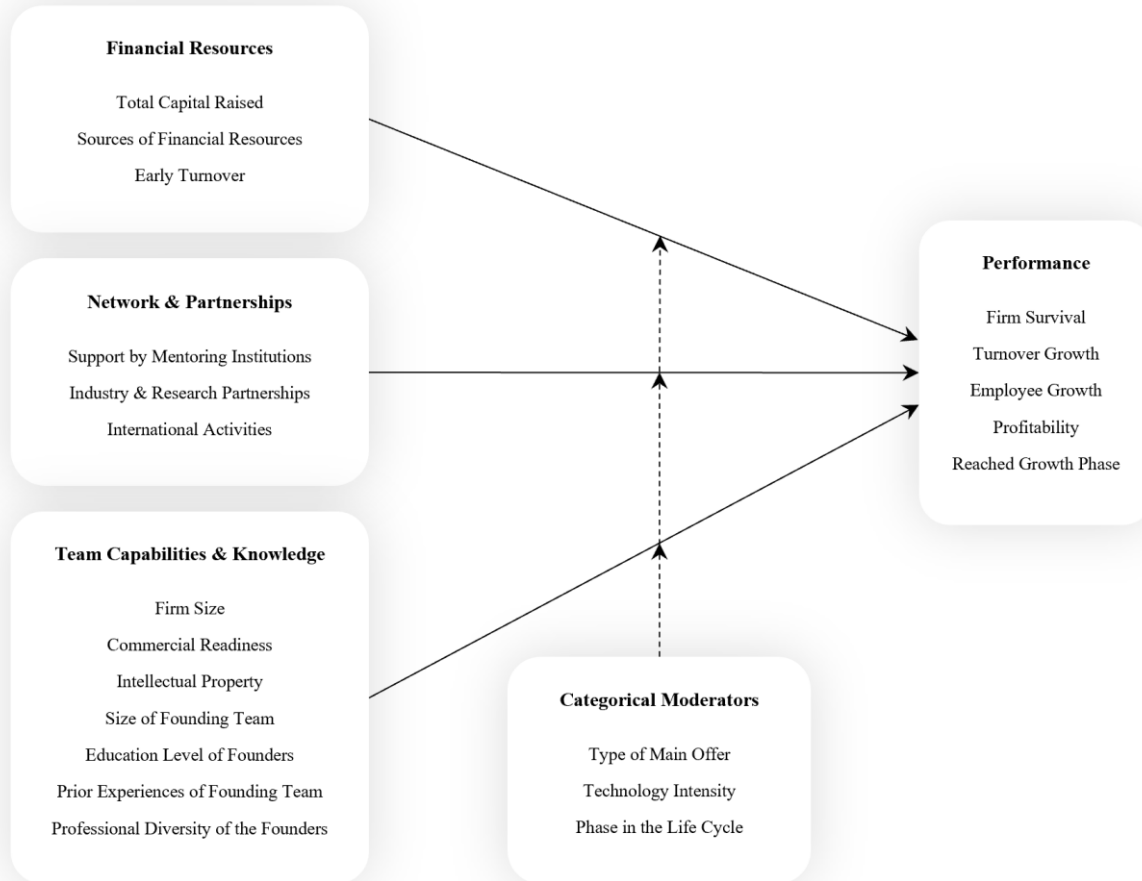 Financial Resources
Total Capital Raised
Sources of Financial Resources
Early Turnover
Network & Partnerships
Support by Mentoring Institutions
Industry & Research Partnerships
International Activities
Team Capabilities & Knowledge
Firm Size
Commercial Readiness
Intellectual Property
Size of Founding Team
Education Level of Founders
Prior Experiences of Founding Team
Professional Diversity of the Founders
Categorical Moderators
Type of Main Offer
Technology Intensity
Phase in the Life Cycle
Performance
Firm Survival
Turnover Growth
Employee Growth
Profitability
Reached Growth Phase